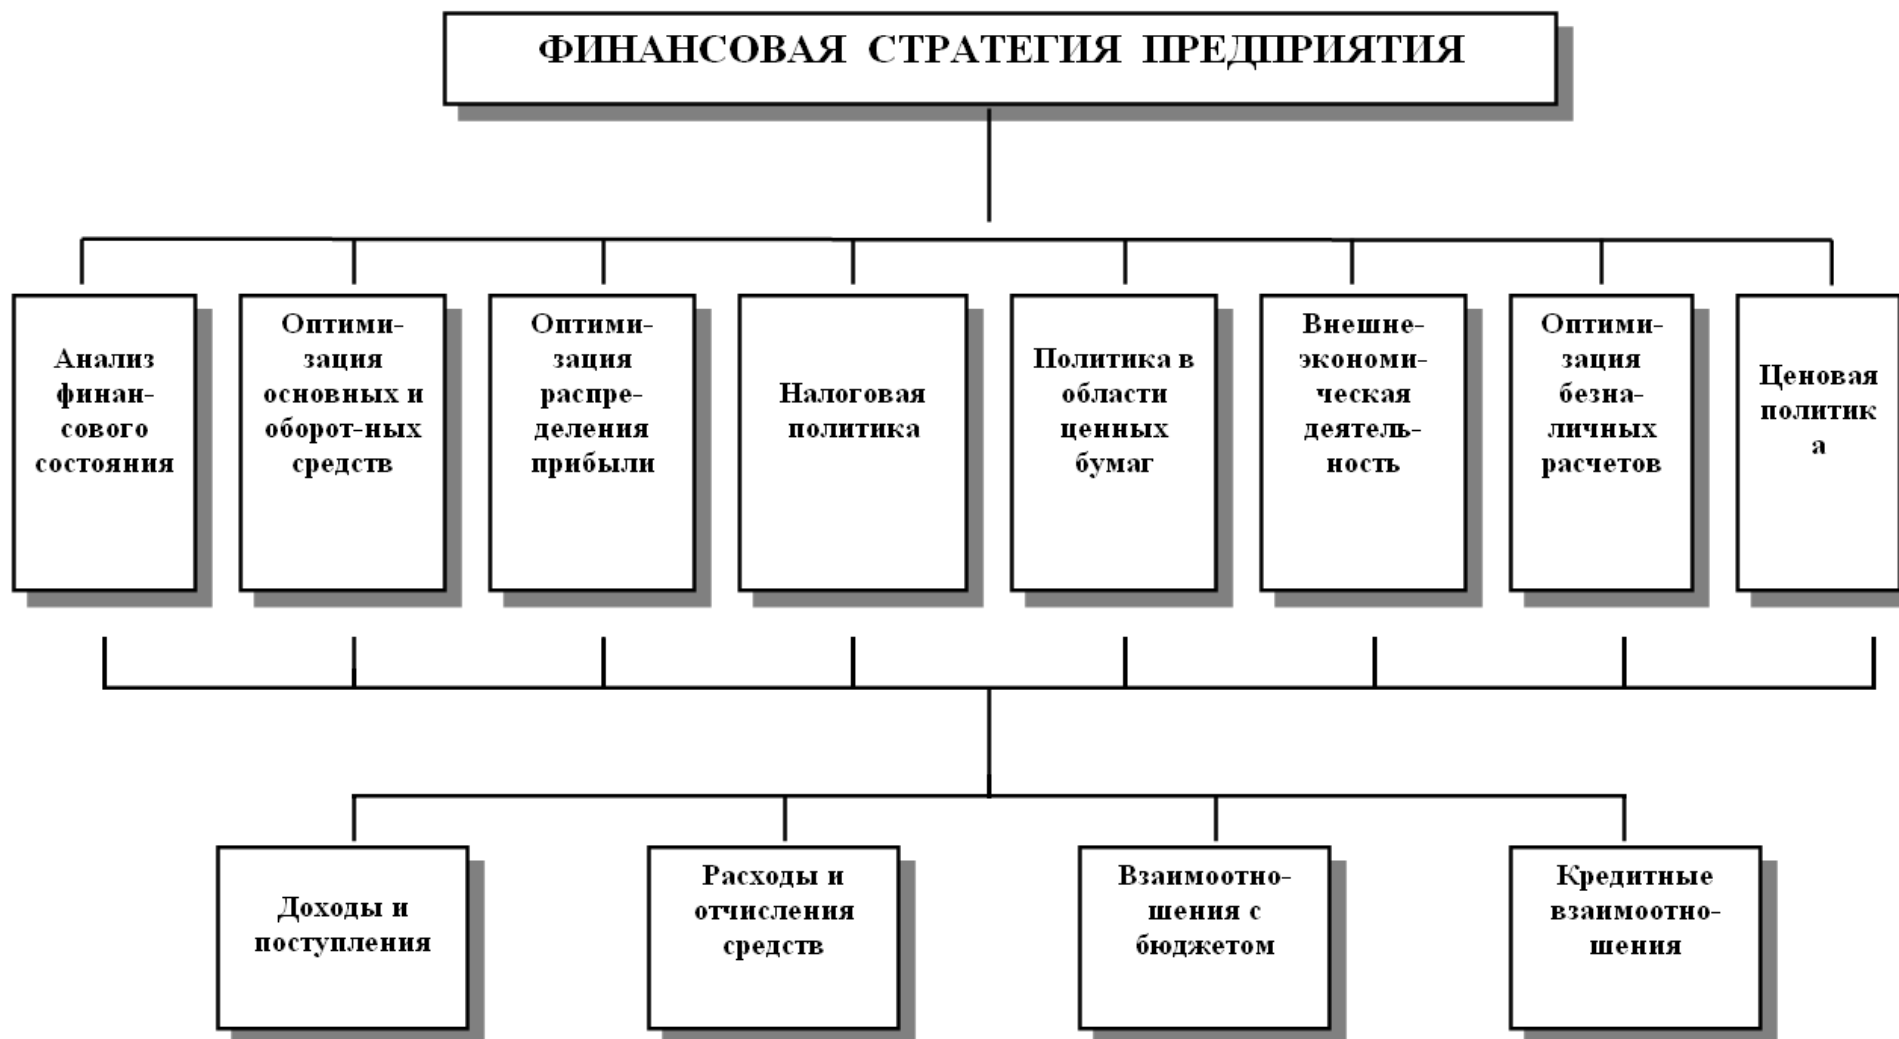 ФИНАНСОВАЯ СТРАТЕГИЯ ПРЕДПРИЯТИЯ
Анализ
финан-
сового
состояния
Оптими-
зация
основных и
оборот-ных
средств
Оптими-
зация
распре-
деления
прибыли
Налоговая
политика
Политика в
области
ценных
бумаг
Внешне-
экономи-
ческая
деятель-
ность
Оптими-
зация
безна-
личных
расчетов
Ценовая
политик
а
Доходы и
поступления
Расходы и
отчисления
средств
Взаимоотно-
шения с
бюджетом
Кредитные
взаимоотно-
шения